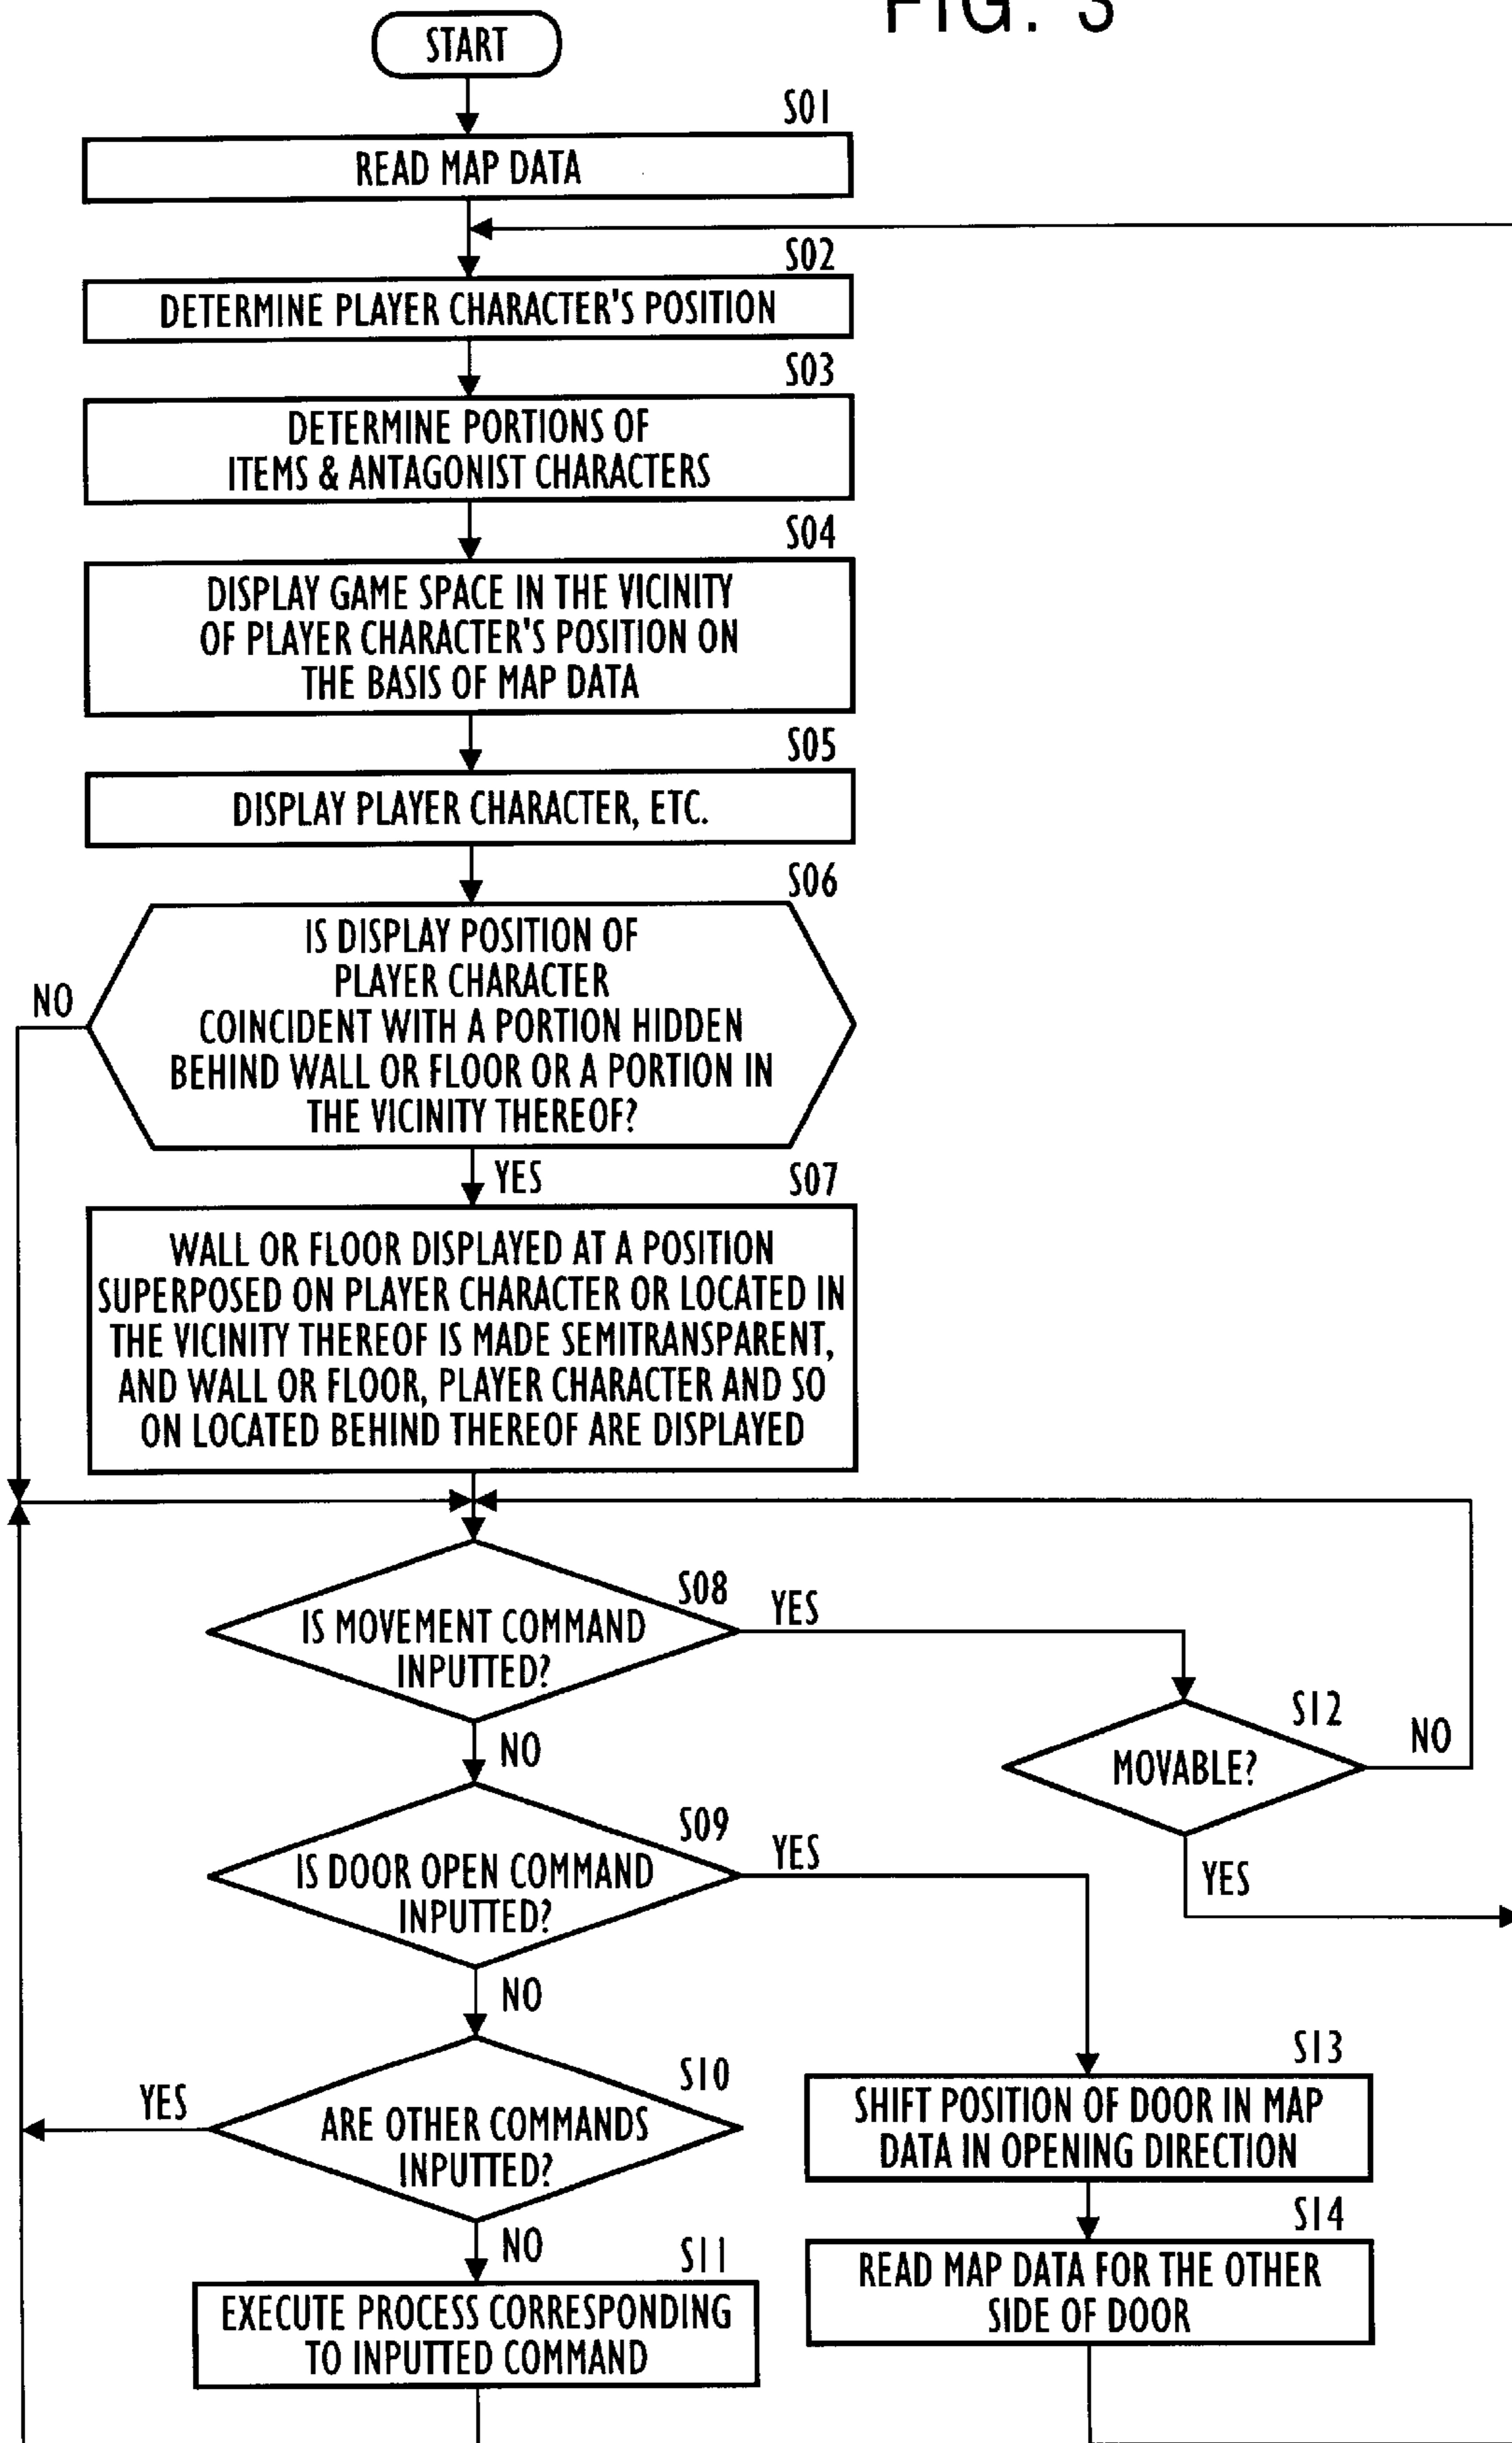 FIG. 3
START
S01
READ MAP DATA
S02
DETERMINE PLAYER CHARACTER'S POSITION
S03
DETERMINE PORTIONS OF
ITEMS & ANTAGONIST CHARACTERS
S04
DISPLAY GAME SPACE IN THE VICINITY
OF PLAYER CHARACTER'S POSITION ON
THE BASIS OF MAP DATA
S05
DISPLAY PLAYER CHARACTER, ETC.
S06
IS DISPLAY POSITION OF
PLAYER CHARACTER
COINCIDENT WITH A PORTION HIDDEN
BEHIND WALL OR FLOOR OR A PORTION IN
THE VICINITY THEREOF?
NO
YES
S07
WALL OR FLOOR DISPLAYED AT A POSITION
SUPERPOSED ON PLAYER CHARACTER OR LOCATED IN
THE VICINITY THEREOF IS MADE SEMITRANSPARENT,
AND WALL OR FLOOR, PLAYER CHARACTER AND SO
ON LOCATED BEHIND THEREOF ARE DISPLAYED
S08
IS MOVEMENT COMMAND
INPUTTED?
YES
NO
S12
MOVABLE?
NO
YES
S09
IS DOOR OPEN COMMAND
INPUTTED?
YES
NO
S10
ARE OTHER COMMANDS
INPUTTED?
YES
NO
S11
EXECUTE PROCESS CORRESPONDING
TO INPUTTED COMMAND
S13
SHIFT POSITION OF DOOR IN MAP
DATA IN OPENING DIRECTION
S14
READ MAP DATA FOR THE OTHER
SIDE OF DOOR